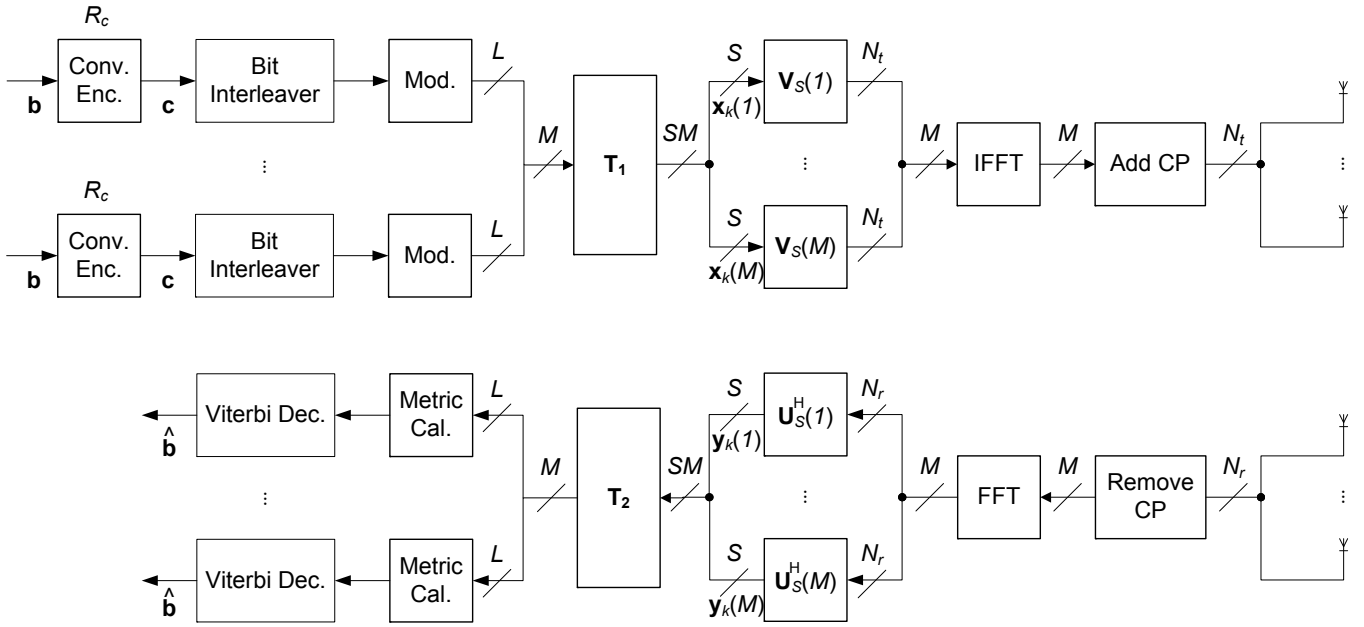 R_c
Conv. Enc.
b
c
Bit Interleaver
Mod.
L
⋮
R_c
Conv. Enc.
b
c
Bit Interleaver
Mod.
L
M
T₁
SM
S
x_k(1)
V_S(1)
N_t
⋮
S
x_k(M)
V_S(M)
N_t
M
IFFT
M
Add CP
N_t
⋮
b̂
Viterbi Dec.
Metric Cal.
L
⋮
b̂
Viterbi Dec.
Metric Cal.
L
M
T₂
SM
S
y_k(1)
U_S^H(1)
N_r
⋮
S
y_k(M)
U_S^H(M)
N_r
M
FFT
M
Remove CP
N_r
⋮